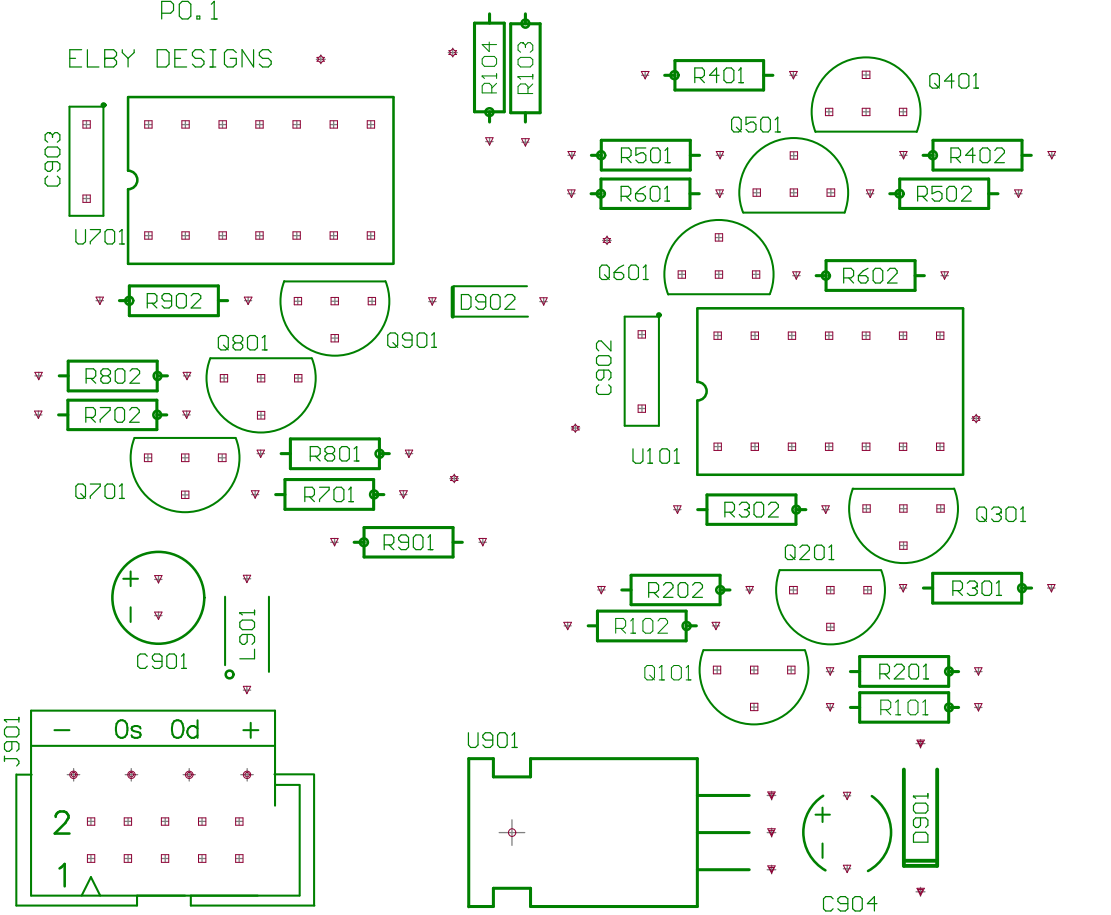 P0.1
ELBY DESIGNS
R104
R103
R401
Q401
Q501
C903
R501
R402
R601
R502
U701
Q601
R602
R902
D902
Q801
Q901
C902
R802
R702
U101
R801
Q701
R701
R302
Q301
R901
Q201
+
-
R202
R301
L901
R102
C901
Q101
R201
R101
J901
- 0s 0d +
U901
2
1
+
-
D901
C904